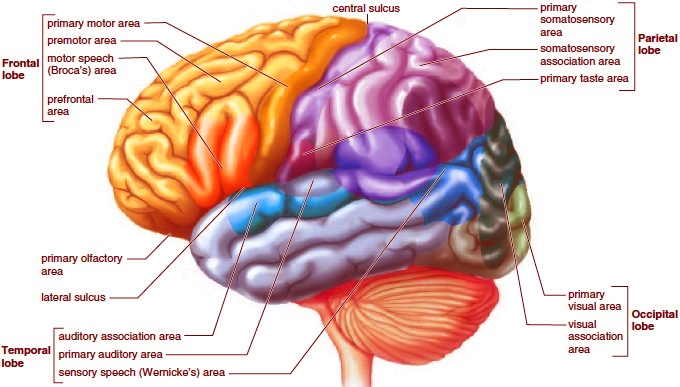 central sulcus
Frontal
lobe
primary motor area
premotor area
motor speech
(Broca's) area
prefrontal
area
primary
somatosensory
area
somatosensory
association area
primary taste area
Parietal
lobe
primary olfactory
area
lateral sulcus
Temporal
lobe
auditory association area
primary auditory area
sensory speech (Wernicke's) area
primary
visual area
visual
association
area
Occipital
lobe